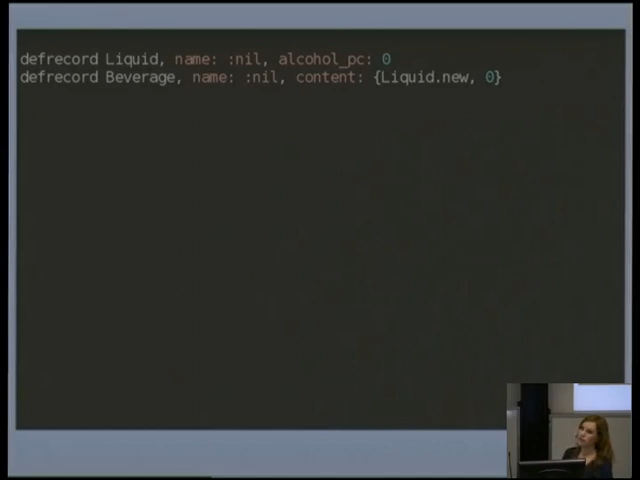 defrecord Liquid, name: :nil, alcohol_pc: 0
defrecord Beverage, name: :nil, content: {Liquid.new, 0}